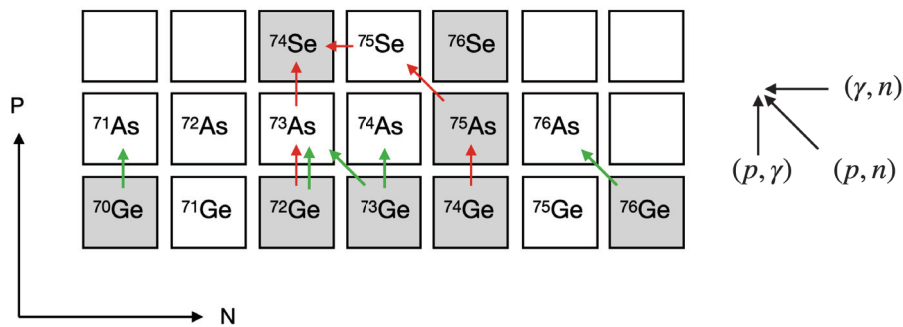 ⁷⁴Se ⁷⁵Se ⁷⁶Se
(γ, n)
P
⁷¹As ⁷²As ⁷³As ⁷⁴As ⁷⁵As ⁷⁶As
(p, γ) (p, n)
⁷⁰Ge ⁷¹Ge ⁷²Ge ⁷³Ge ⁷⁴Ge ⁷⁵Ge ⁷⁶Ge
N